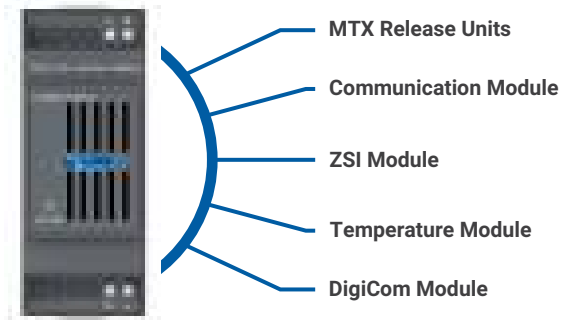 MTX Release Units
Communication Module
ZSI Module
Temperature Module
DigiCom Module